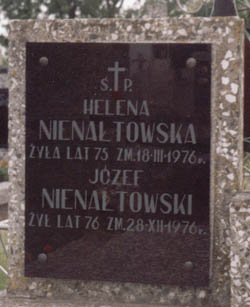 Ś.†P.
HELENA
NIENAŁTOWSKA
ŻYŁA LAT 75 ZM.18-III-1976r.
JÓZEF
NIENAŁTOWSKI
ŻYŁ LAT 76 ZM.28-XII-1976r.